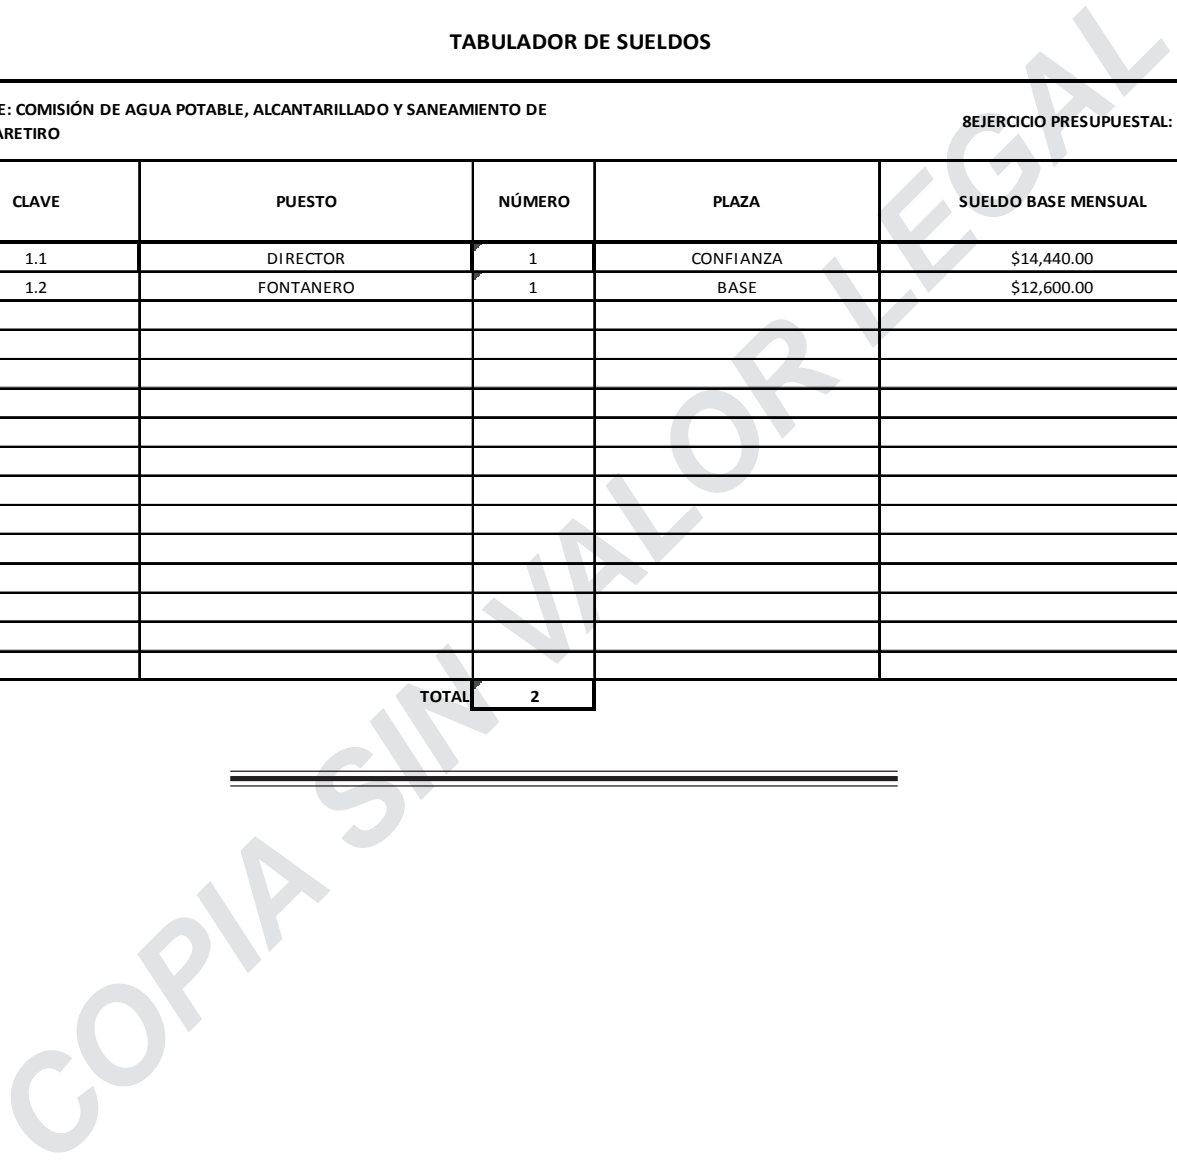 TABULADOR DE SUELDOS
E: COMISIÓN DE AGUA POTABLE, ALCANTARILLADO Y SANEAMIENTO DE
ARETIRO
8EJERCICIO PRESUPUESTAL:
CLAVE PUESTO NÚMERO PLAZA SUELDO BASE MENSUAL
1.1 DIRECTOR 1 CONFIANZA $14,440.00
1.2 FONTANERO 1 BASE $12,600.00
TOTAL 2
COPIA SIN VALOR LEGAL